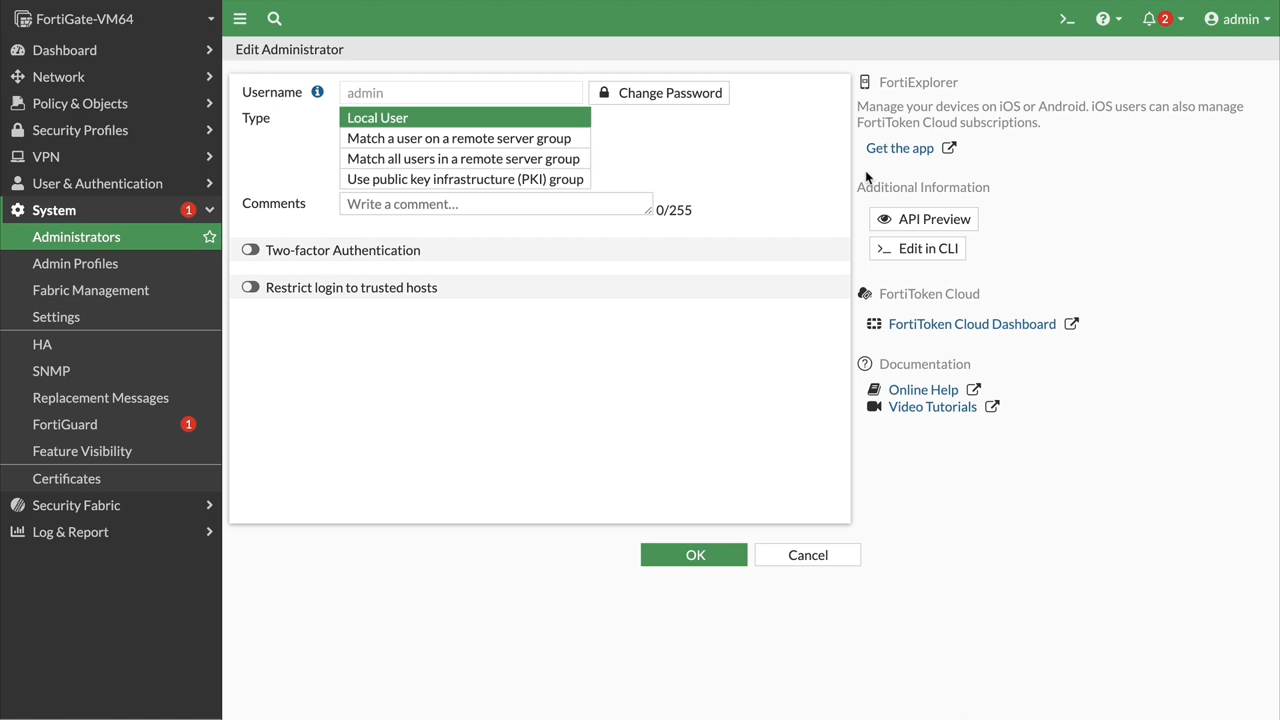 FortiGate-VM64
2
admin
Dashboard
Network
Policy & Objects
Security Profiles
VPN
User & Authentication
System 1
Administrators
Admin Profiles
Fabric Management
Settings
HA
SNMP
Replacement Messages
FortiGuard 1
Feature Visibility
Certificates
Security Fabric
Log & Report
Edit Administrator
Username admin Change Password
Type Local User
Match a user on a remote server group
Match all users in a remote server group
Use public key infrastructure (PKI) group
Comments Write a comment... 0/255
Two-factor Authentication
Restrict login to trusted hosts
OK Cancel
FortiExplorer
Manage your devices on iOS or Android. iOS users can also manage
FortiToken Cloud subscriptions.
Get the app
Additional Information
API Preview
>_ Edit in CLI
FortiToken Cloud
FortiToken Cloud Dashboard
Documentation
Online Help
Video Tutorials